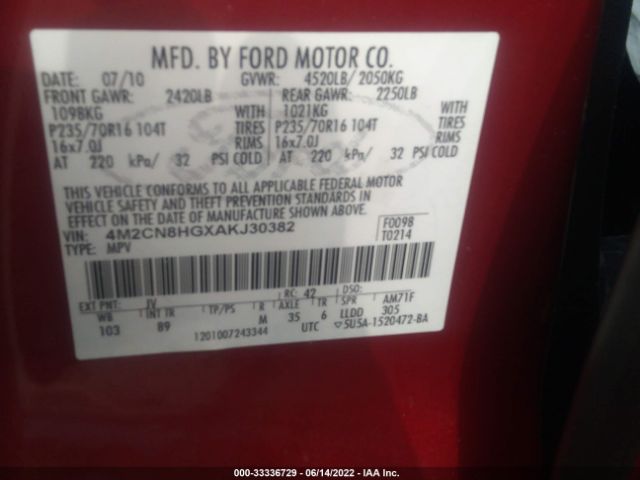 MFD. BY FORD MOTOR CO.
DATE: 07/10 GVWR: 4520LB/ 2050KG
FRONT GAWR: 2420LB REAR GAWR: 2250LB
1098KG WITH 1021KG WITH
P235/70R16 104T TIRES P235/70R16 104T TIRES
16x7.0J RIMS 16x7.0J RIMS
AT 220 kPa/ 32 PSI COLD AT 220 kPa/ 32 PSI COLD
THIS VEHICLE CONFORMS TO ALL APPLICABLE FEDERAL MOTOR
VEHICLE SAFETY AND THEFT PREVENTION STANDARDS IN
EFFECT ON THE DATE OF MANUFACTURE SHOWN ABOVE.
VIN: 4M2CN8HGXAKJ30382 F0098
TYPE: MPV T0214
EXT PNT: JV RC: 42 DSO:
WB INT TR TP/PS R AXLE TR SPR AM71F
103 89 M 35 6 LLDD 305
1201007243344 UTC ▽5U5A-1520472-BA
000-33336729 - 06/14/2022 - IAA Inc.